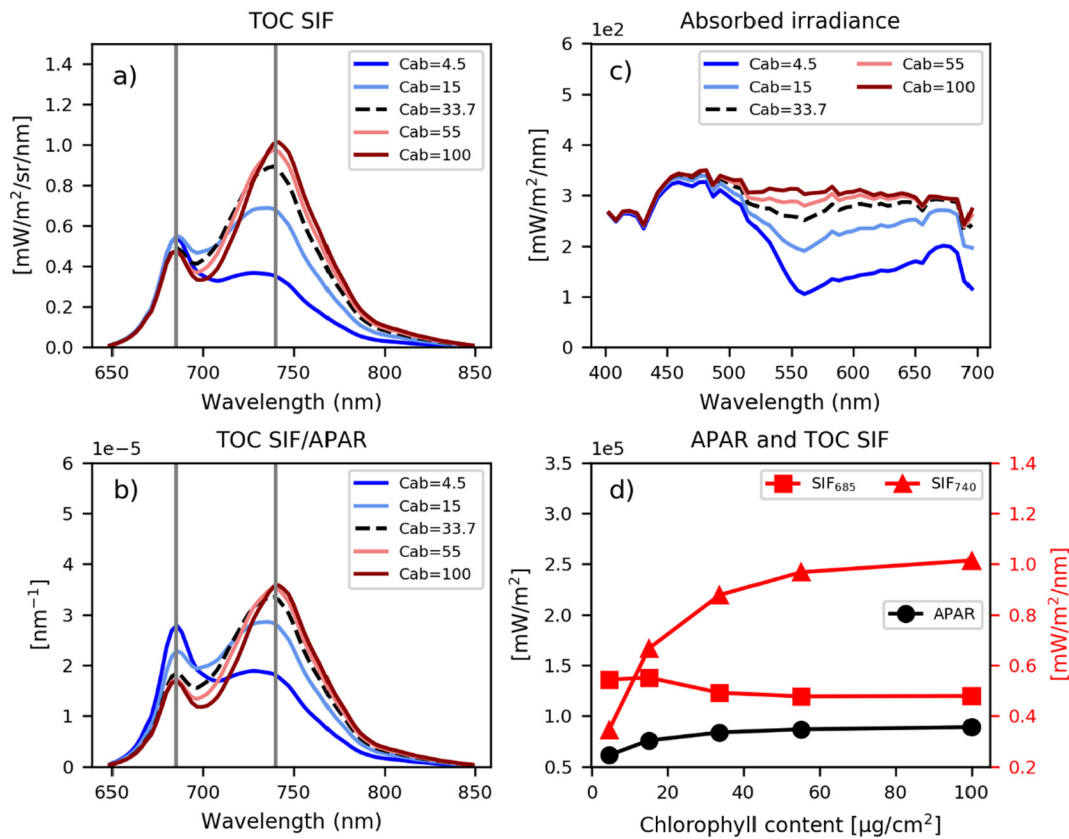 TOC SIF
a)
1.4
1.2
1.0
0.8
0.6
0.4
0.2
0.0
[mW/m²/sr/nm]
Cab=4.5
Cab=15
Cab=33.7
Cab=55
Cab=100
650 700 750 800 850
Wavelength (nm)
Absorbed irradiance
1e2
c)
6
5
4
3
2
1
0
[mW/m²/nm]
Cab=4.5
Cab=15
Cab=33.7
Cab=55
Cab=100
400 450 500 550 600 650 700
Wavelength (nm)
TOC SIF/APAR
1e−5
b)
6
5
4
3
2
1
0
[nm⁻¹]
Cab=4.5
Cab=15
Cab=33.7
Cab=55
Cab=100
650 700 750 800 850
Wavelength (nm)
APAR and TOC SIF
1e5
d)
3.5
3.0
2.5
2.0
1.5
1.0
0.5
[mW/m²]
SIF₆₈₅ SIF₇₄₀
APAR
1.4
1.2
1.0
0.8
0.6
0.4
0.2
[mW/m²/sr/nm]
0 20 40 60 80 100
Chlorophyll content [μg/cm²]